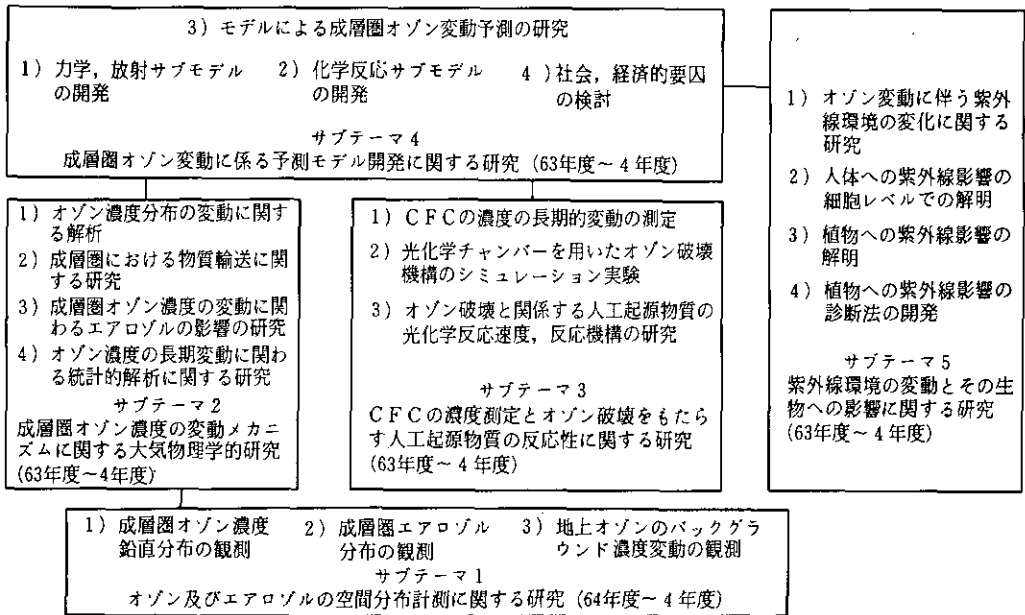 3) モデルによる成層圏オゾン変動予測の研究
1) 力学，放射サブモデルの開発
2) 化学反応サブモデルの開発
4) 社会，経済的要因の検討
サブテーマ4
成層圏オゾン変動に係る予測モデル開発に関する研究 (63年度～4年度)
1) オゾン濃度分布の変動に関す
る解析
2) 成層圏における物質輸送に関
する研究
3) 成層圏オゾン濃度の変動に関
わるエアロゾルの影響の研究
4) オゾン濃度の長期変動に関わ
る統計的解析に関する研究
サブテーマ2
成層圏オゾン濃度の変動メカニ
ズムに関する大気物理学的研究
(63年度～4年度)
1) CFCの濃度の長期的変動の測定
2) 光化学チャンバーを用いたオゾン破壊
機構のシミュレーション実験
3) オゾン破壊と関係する人工起源物質の
光化学反応速度，反応機構の研究
サブテーマ3
CFCの濃度測定とオゾン破壊をもたら
す人工起源物質の反応性に関する研究
(63年度～4年度)
1) オゾン変動に伴う紫外
線環境の変化に関する
研究
2) 人体への紫外線影響の
細胞レベルでの解明
3) 植物への紫外線影響の
解明
4) 植物への紫外線影響の
診断法の開発
サブテーマ5
紫外線環境の変動とその生
物への影響に関する研究
(63年度～4年度)
1) 成層圏オゾン濃度
鉛直分布の観測
2) 成層圏エアロゾル
分布の観測
3) 地上オゾンのバックグラ
ウンド濃度変動の観測
サブテーマ1
オゾン及びエアロゾルの空間分布計測に関する研究 (64年度～4年度)